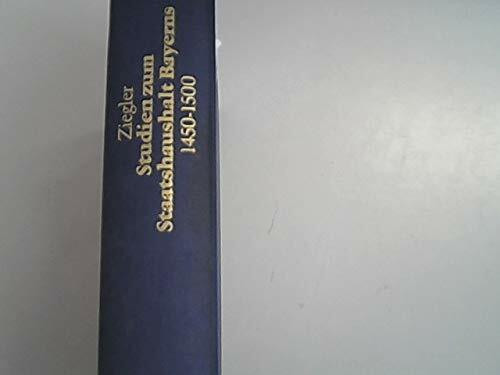 Ziegler
Studien zum
Staatshaushalt Bayerns
1450-1500